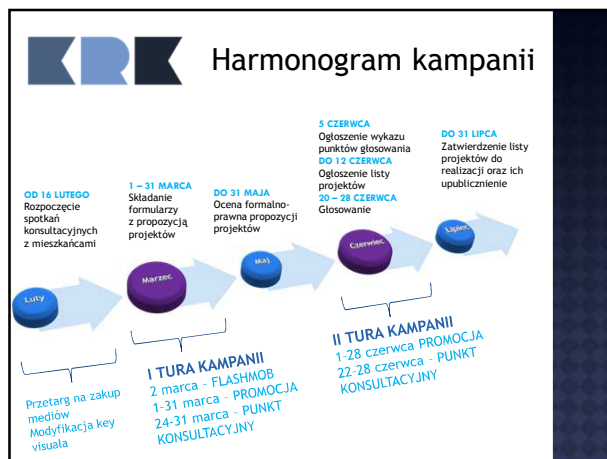 KRK
Harmonogram kampanii
OD 16 LUTEGO
Rozpoczęcie
spotkań
konsultacyjnych
z mieszkańcami
1 – 31 MARCA
Składanie
formularzy
z propozycją
projektów
DO 31 MAJA
Ocena formalno-
prawna propozycji
projektów
5 CZERWCA
Ogłoszenie wykazu
punktów głosowania
DO 12 CZERWCA
Ogłoszenie listy
projektów
20 – 28 CZERWCA
Głosowanie
DO 31 LIPCA
Zatwierdzenie listy
projektów do
realizacji oraz ich
upublicznienie
Luty
Marzec
Maj
Czerwiec
Lipiec
Przetarg na zakup
mediów
Modyfikacja key
visuala
I TURA KAMPANII
2 marca – FLASHMOB
1-31 marca – PROMOCJA
24-31 marca – PUNKT
KONSULTACYJNY
II TURA KAMPANII
1-28 czerwca PROMOCJA
22-28 czerwca – PUNKT
KONSULTACYJNY